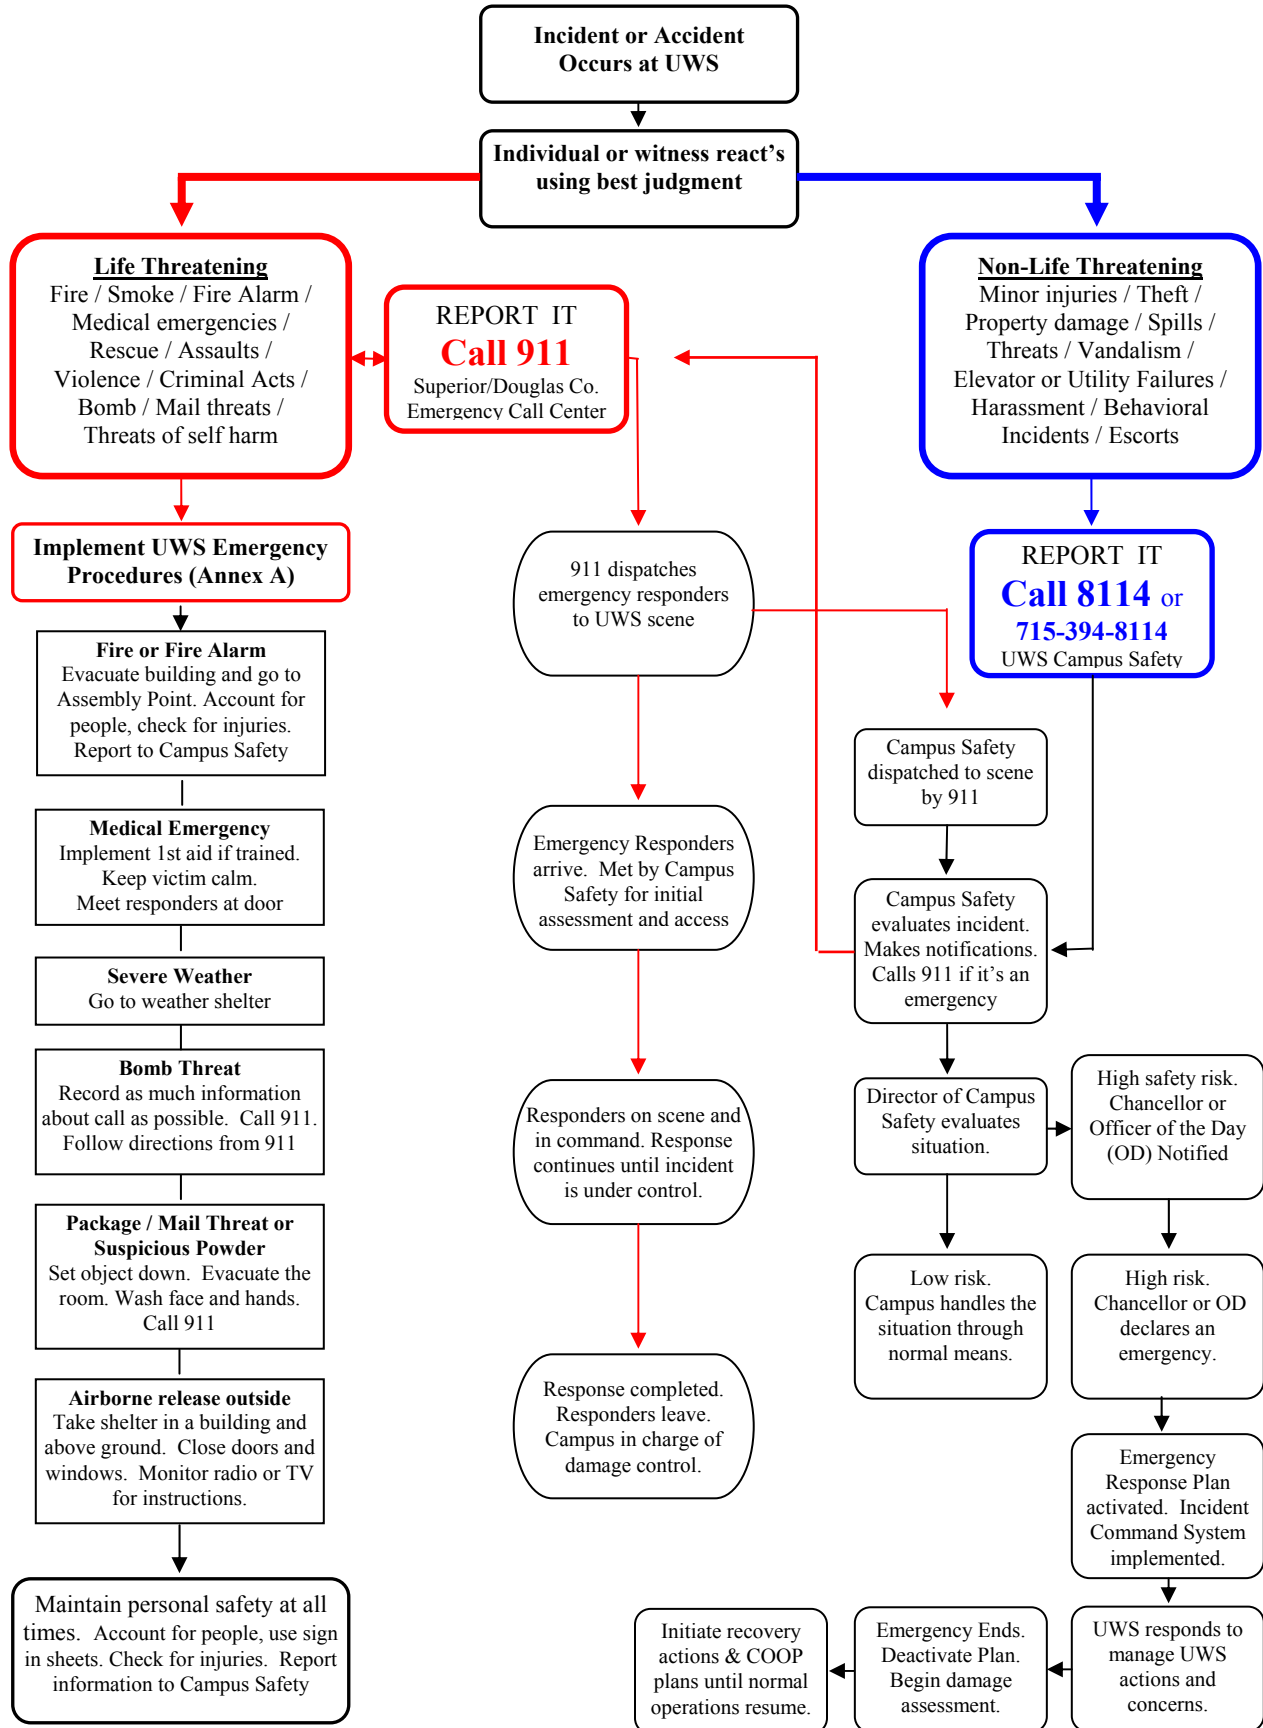 Incident or Accident
Occurs at UWS
Individual or witness react’s
using best judgment
Life Threatening
Fire / Smoke / Fire Alarm /
Medical emergencies /
Rescue / Assaults /
Violence / Criminal Acts /
Bomb / Mail threats /
Threats of self harm
REPORT IT
Call 911
Superior/Douglas Co.
Emergency Call Center
Non-Life Threatening
Minor injuries / Theft /
Property damage / Spills /
Threats / Vandalism /
Elevator or Utility Failures /
Harassment / Behavioral
Incidents / Escorts
Implement UWS Emergency
Procedures (Annex A)
Fire or Fire Alarm
Evacuate building and go to
Assembly Point. Account for
people, check for injuries.
Report to Campus Safety
Medical Emergency
Implement 1st aid if trained.
Keep victim calm.
Meet responders at door
Severe Weather
Go to weather shelter
Bomb Threat
Record as much information
about call as possible. Call 911.
Follow directions from 911
Package / Mail Threat or
Suspicious Powder
Set object down. Evacuate the
room. Wash face and hands.
Call 911
Airborne release outside
Take shelter in a building and
above ground. Close doors and
windows. Monitor radio or TV
for instructions.
Maintain personal safety at all
times. Account for people, use sign
in sheets. Check for injuries. Report
information to Campus Safety
911 dispatches
emergency responders
to UWS scene
Emergency Responders
arrive. Met by Campus
Safety for initial
assessment and access
Responders on scene and
in command. Response
continues until incident
is under control.
Response completed.
Responders leave.
Campus in charge of
damage control.
REPORT IT
Call 8114 or
715-394-8114
UWS Campus Safety
Campus Safety
dispatched to scene
by 911
Campus Safety
evaluates incident.
Makes notifications.
Calls 911 if it’s an
emergency
Director of Campus
Safety evaluates
situation.
High safety risk.
Chancellor or
Officer of the Day
(OD) Notified
Low risk.
Campus handles the
situation through
normal means.
High risk.
Chancellor or OD
declares an
emergency.
Emergency
Response Plan
activated. Incident
Command System
implemented.
UWS responds to
manage UWS
actions and
concerns.
Emergency Ends.
Deactivate Plan.
Begin damage
assessment.
Initiate recovery
actions & COOP
plans until normal
operations resume.